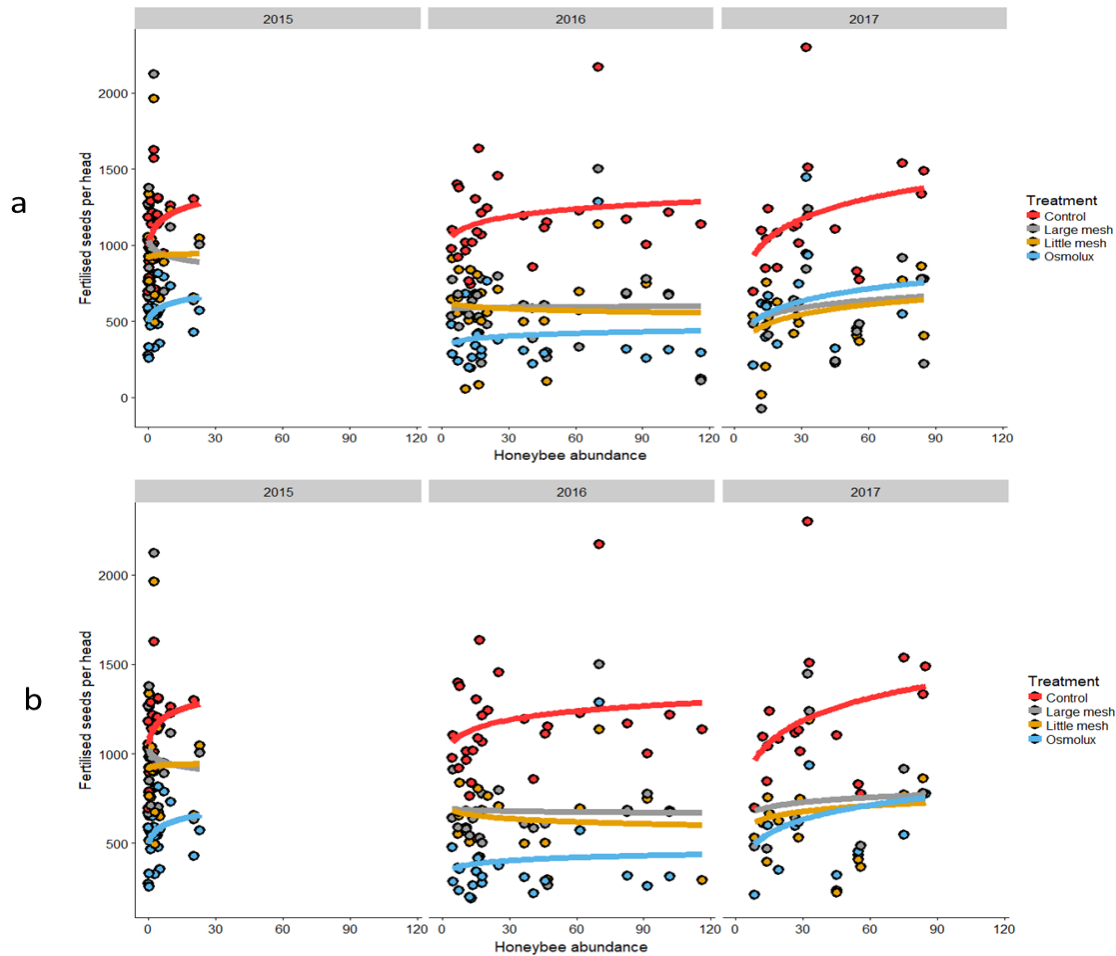 a
2015 2016 2017
Fertilised seeds per head
2000
1500
1000
500
0
0 30 60 90 120 0 30 60 90 120 0 30 60 90 120
Honeybee abundance
Treatment
Control
Large mesh
Little mesh
Osmolux
b
2015 2016 2017
Fertilised seeds per head
2000
1500
1000
500
0 30 60 90 120 0 30 60 90 120 0 30 60 90 120
Honeybee abundance
Treatment
Control
Large mesh
Little mesh
Osmolux